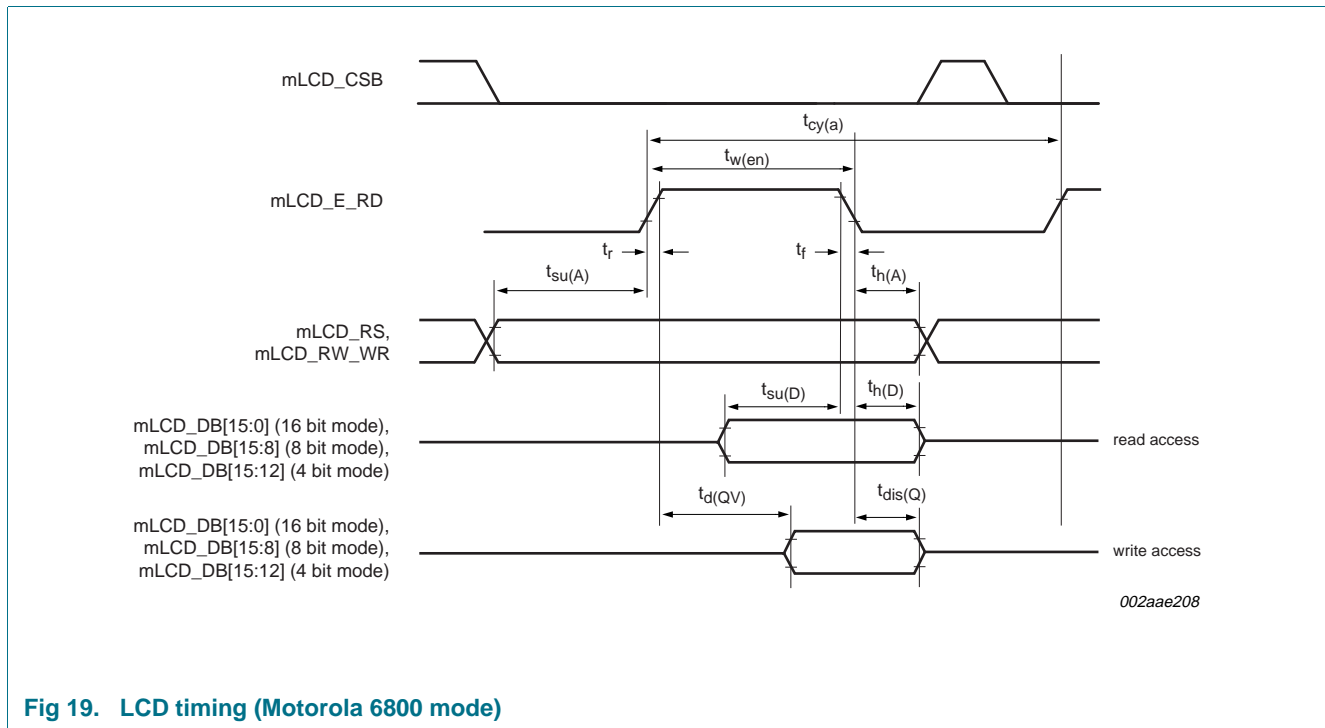 mLCD_CSB
tcy(a)
tw(en)
mLCD_E_RD
tr
tf
tsu(A)
th(A)
mLCD_RS,
mLCD_RW_WR
tsu(D)
th(D)
mLCD_DB[15:0] (16 bit mode),
mLCD_DB[15:8] (8 bit mode),
mLCD_DB[15:12] (4 bit mode)
read access
td(QV)
tdis(Q)
mLCD_DB[15:0] (16 bit mode),
mLCD_DB[15:8] (8 bit mode),
mLCD_DB[15:12] (4 bit mode)
write access
002aae208
Fig 19. LCD timing (Motorola 6800 mode)